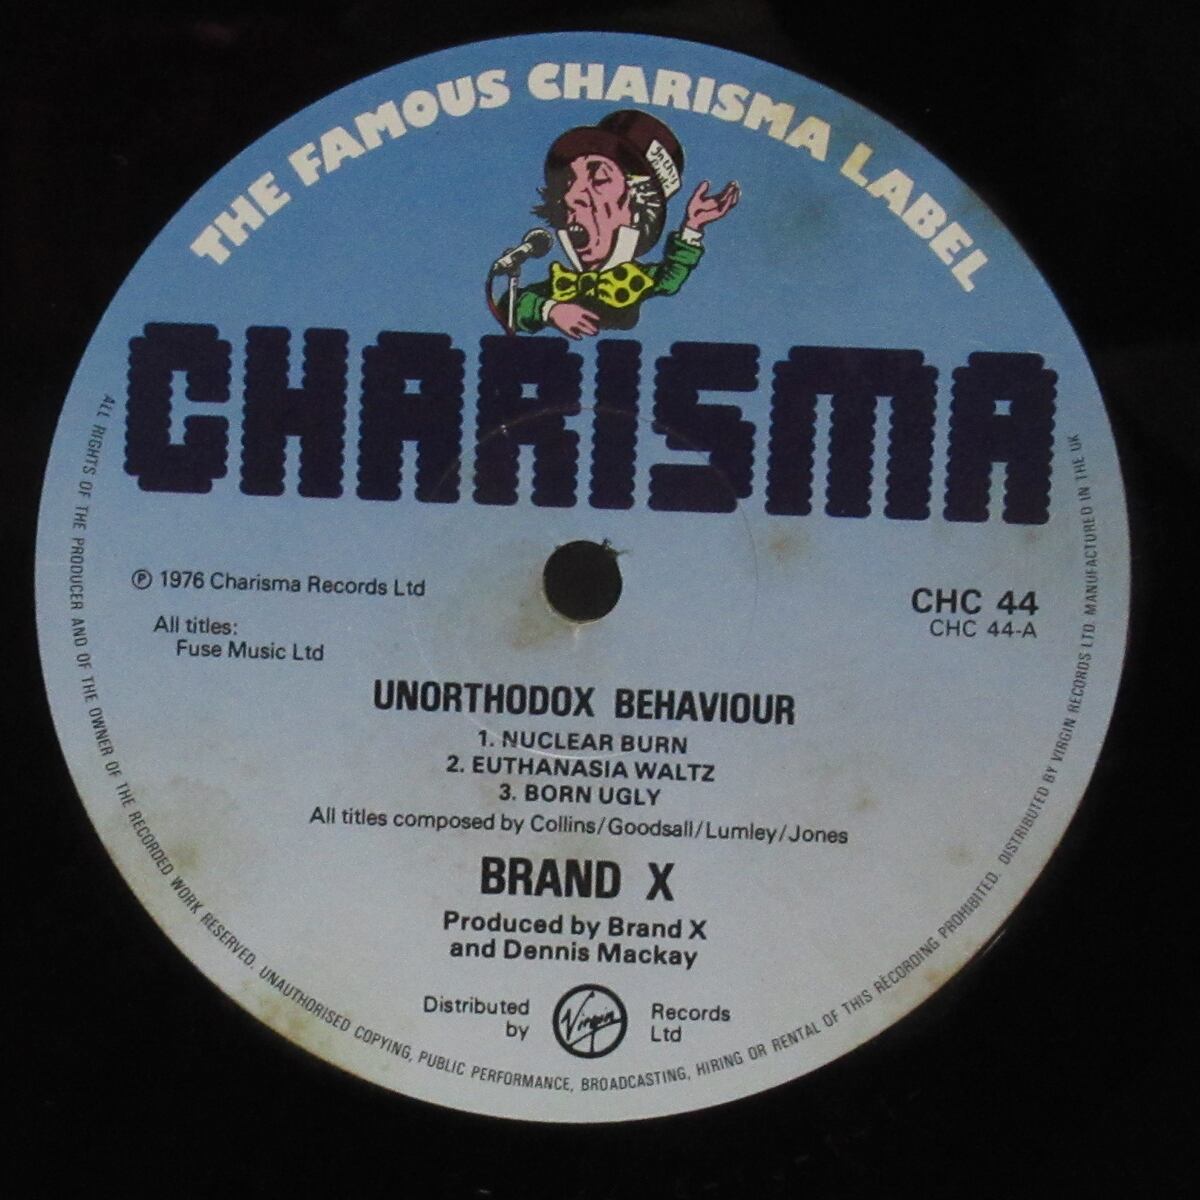 THE FAMOUS CHARISMA LABEL
In this
CHARISMA
℗ 1976 Charisma Records Ltd
All titles:
Fuse Music Ltd
CHC 44
CHC 44-A
UNORTHODOX BEHAVIOUR
1. NUCLEAR BURN
2. EUTHANASIA WALTZ
3. BORN UGLY
All titles composed by Collins/Goodsall/Lumley/Jones
BRAND X
Produced by Brand X
and Dennis Mackay
Distributed
by
Virgin
Records
Ltd
ALL RIGHTS OF THE PRODUCER AND OF THE OWNER OF THE RECORDED WORK RESERVED. UNAUTHORISED COPYING, PUBLIC PERFORMANCE, BROADCASTING, HIRING OR RENTAL OF THIS RECORDING PROHIBITED. DISTRIBUTED BY VIRGIN RECORDS LTD. MANUFACTURED IN THE UK